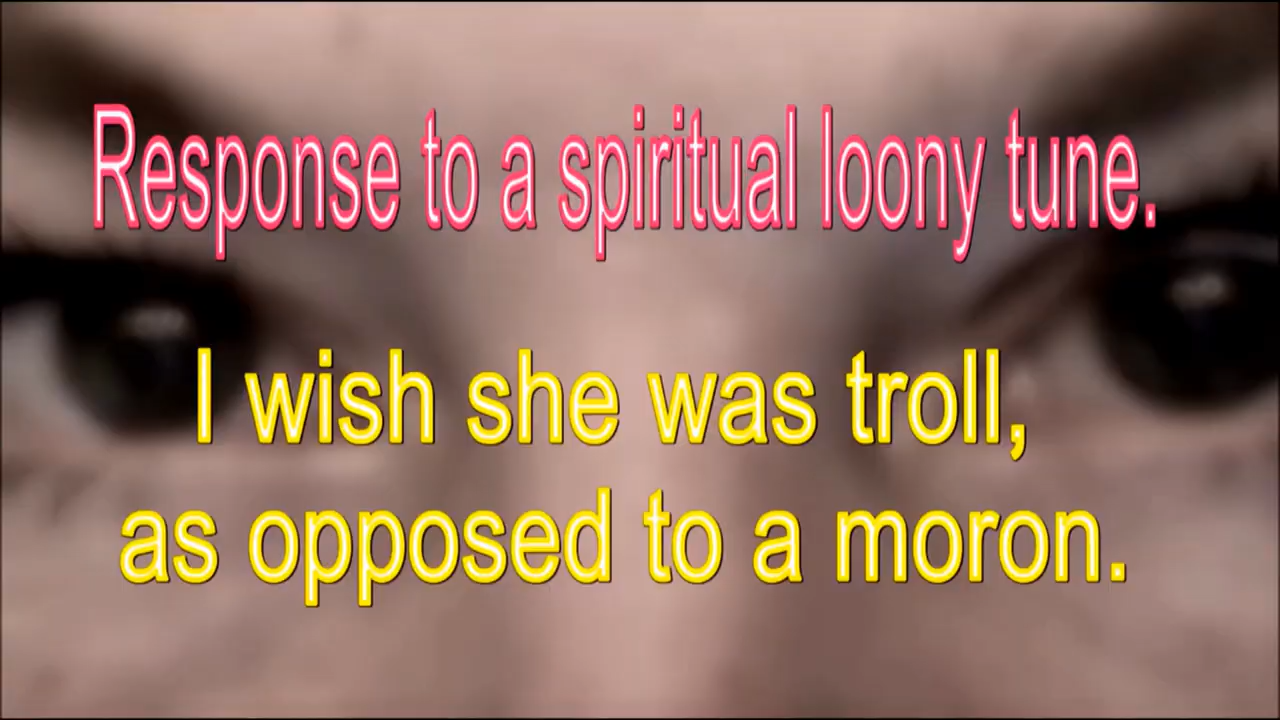 Response to a spiritual loony tune.
I wish she was troll,
as opposed to a moron.